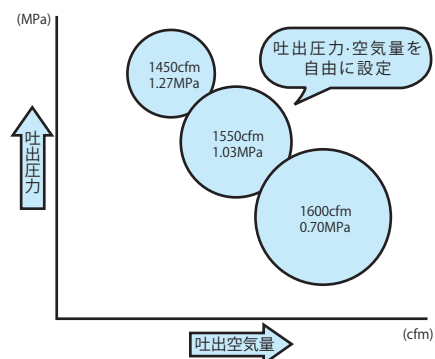 (MPa)
吐出圧力･空気量を
自由に設定
1450cfm
1.27MPa
1550cfm
1.03MPa
吐出圧力
1600cfm
0.70MPa
(cfm)
吐出空気量